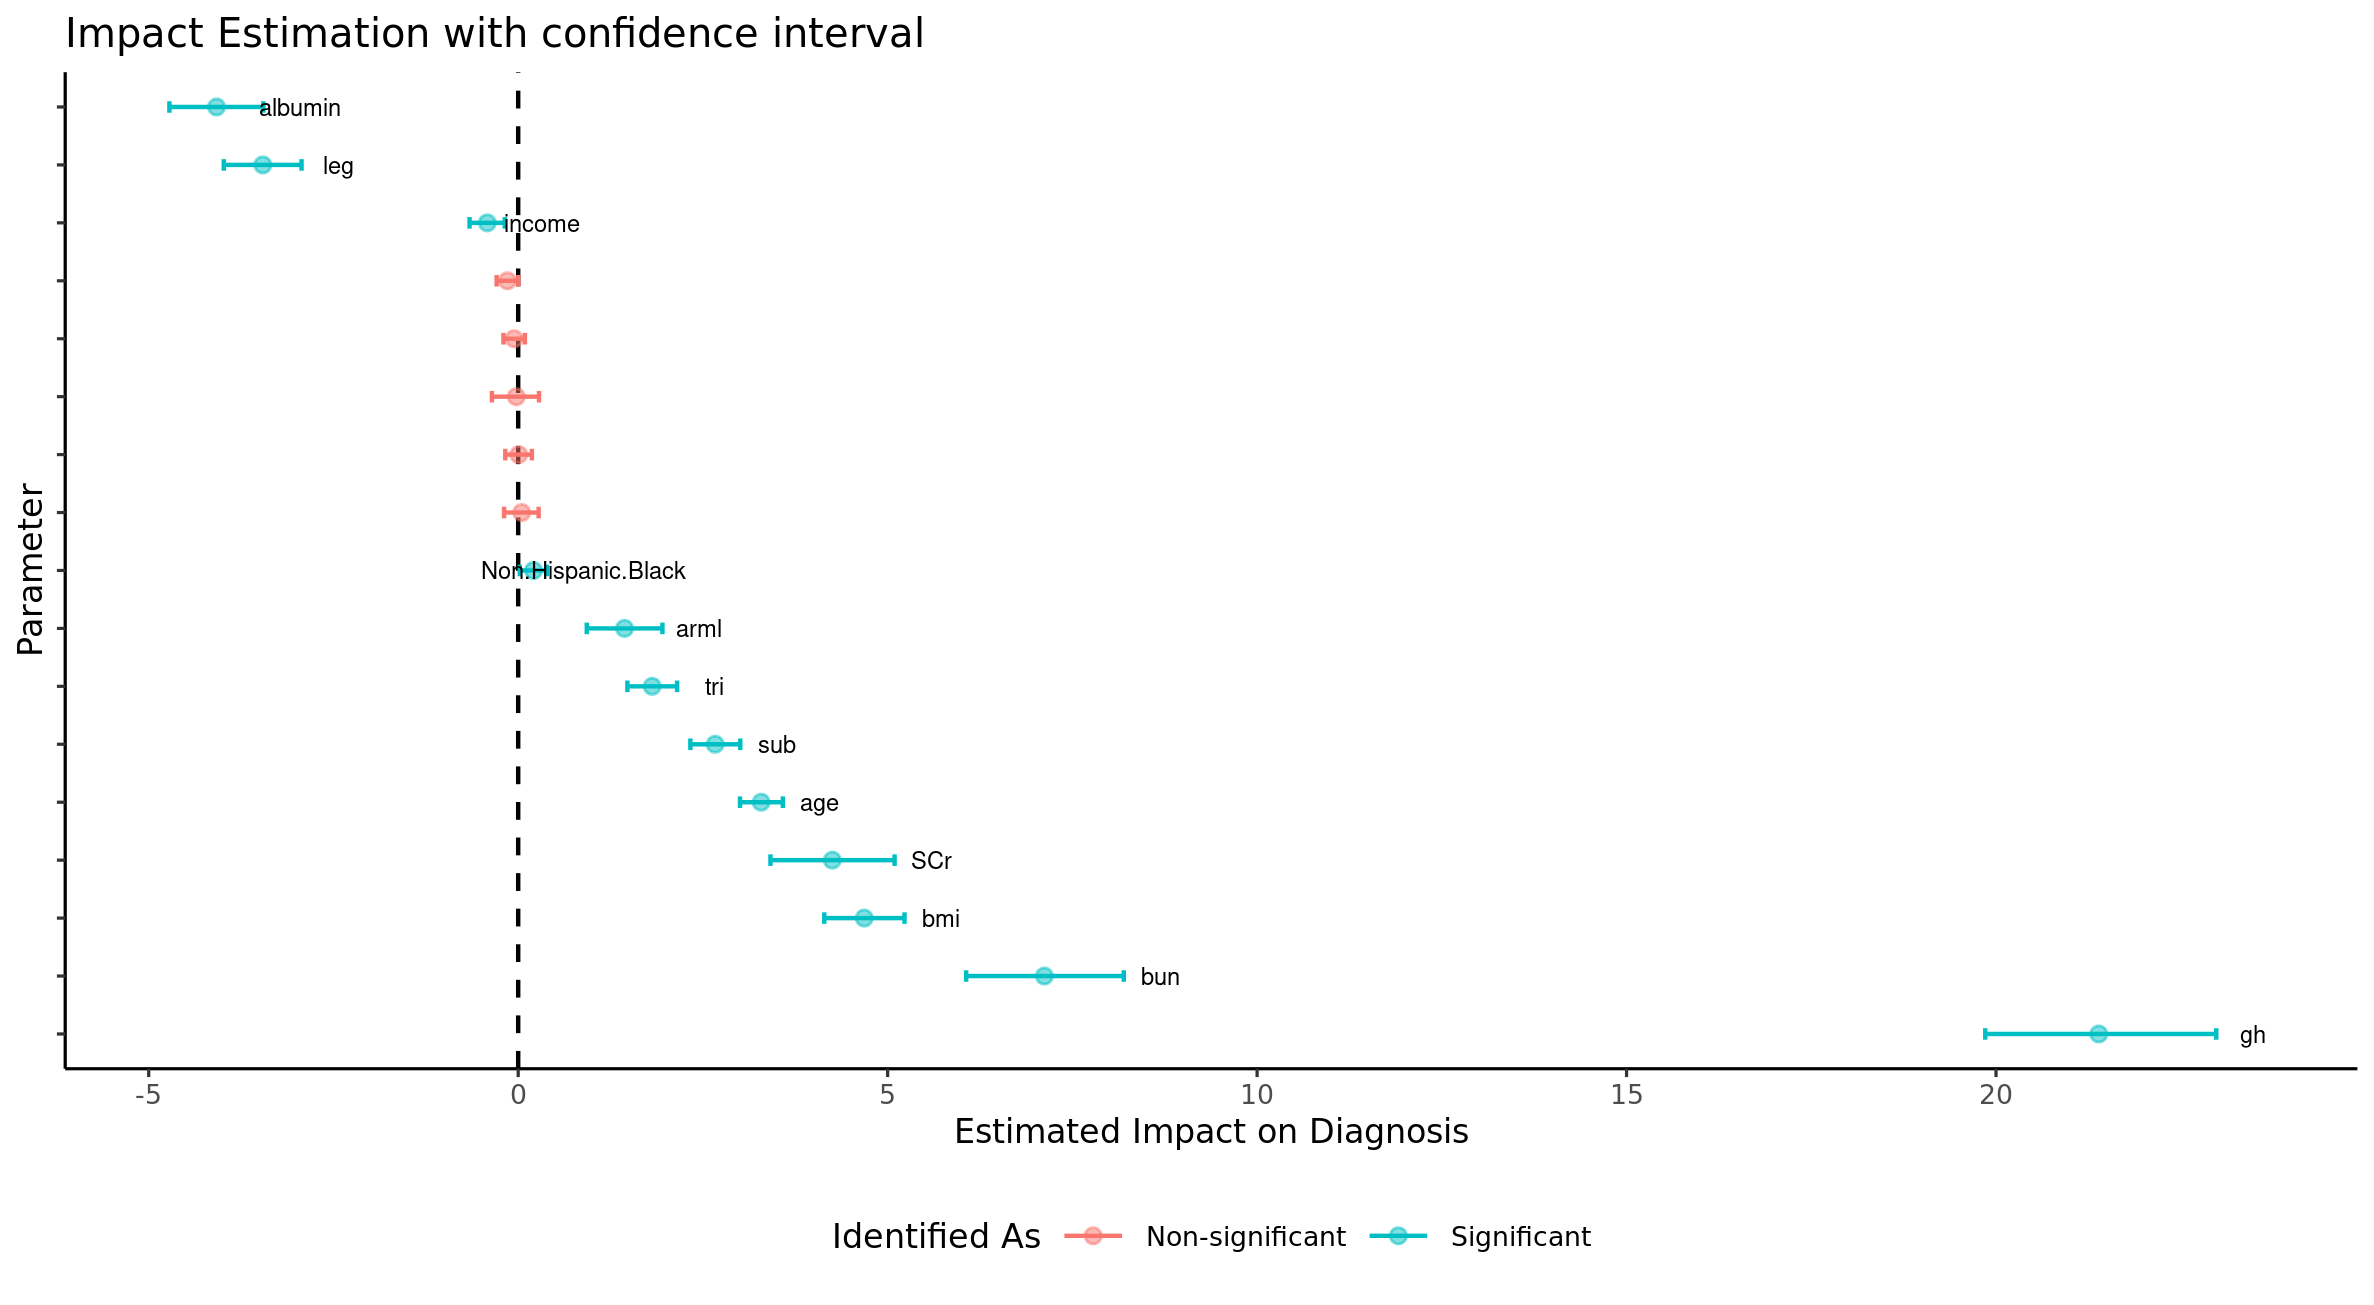 Impact Estimation with confidence interval
albumin
leg
income
Non.Hispanic.Black
arml
tri
sub
age
SCr
bmi
bun
gh
Parameter
-5 0 5 10 15 20
Estimated Impact on Diagnosis
Identified As Non-significant Significant